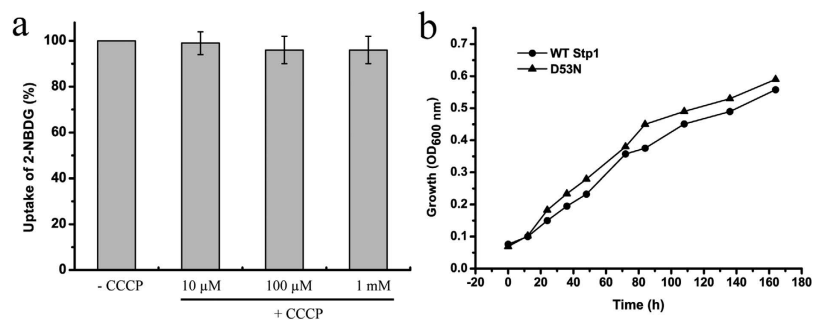 a
Uptake of 2-NBDG (%)
100
80
60
40
20
0
- CCCP
10 µM
100 µM
1 mM
+ CCCP
b
WT Stp1
D53N
Growth (OD600 nm)
0.7
0.6
0.5
0.4
0.3
0.2
0.1
0.0
-20 0 20 40 60 80 100 120 140 160 180
Time (h)